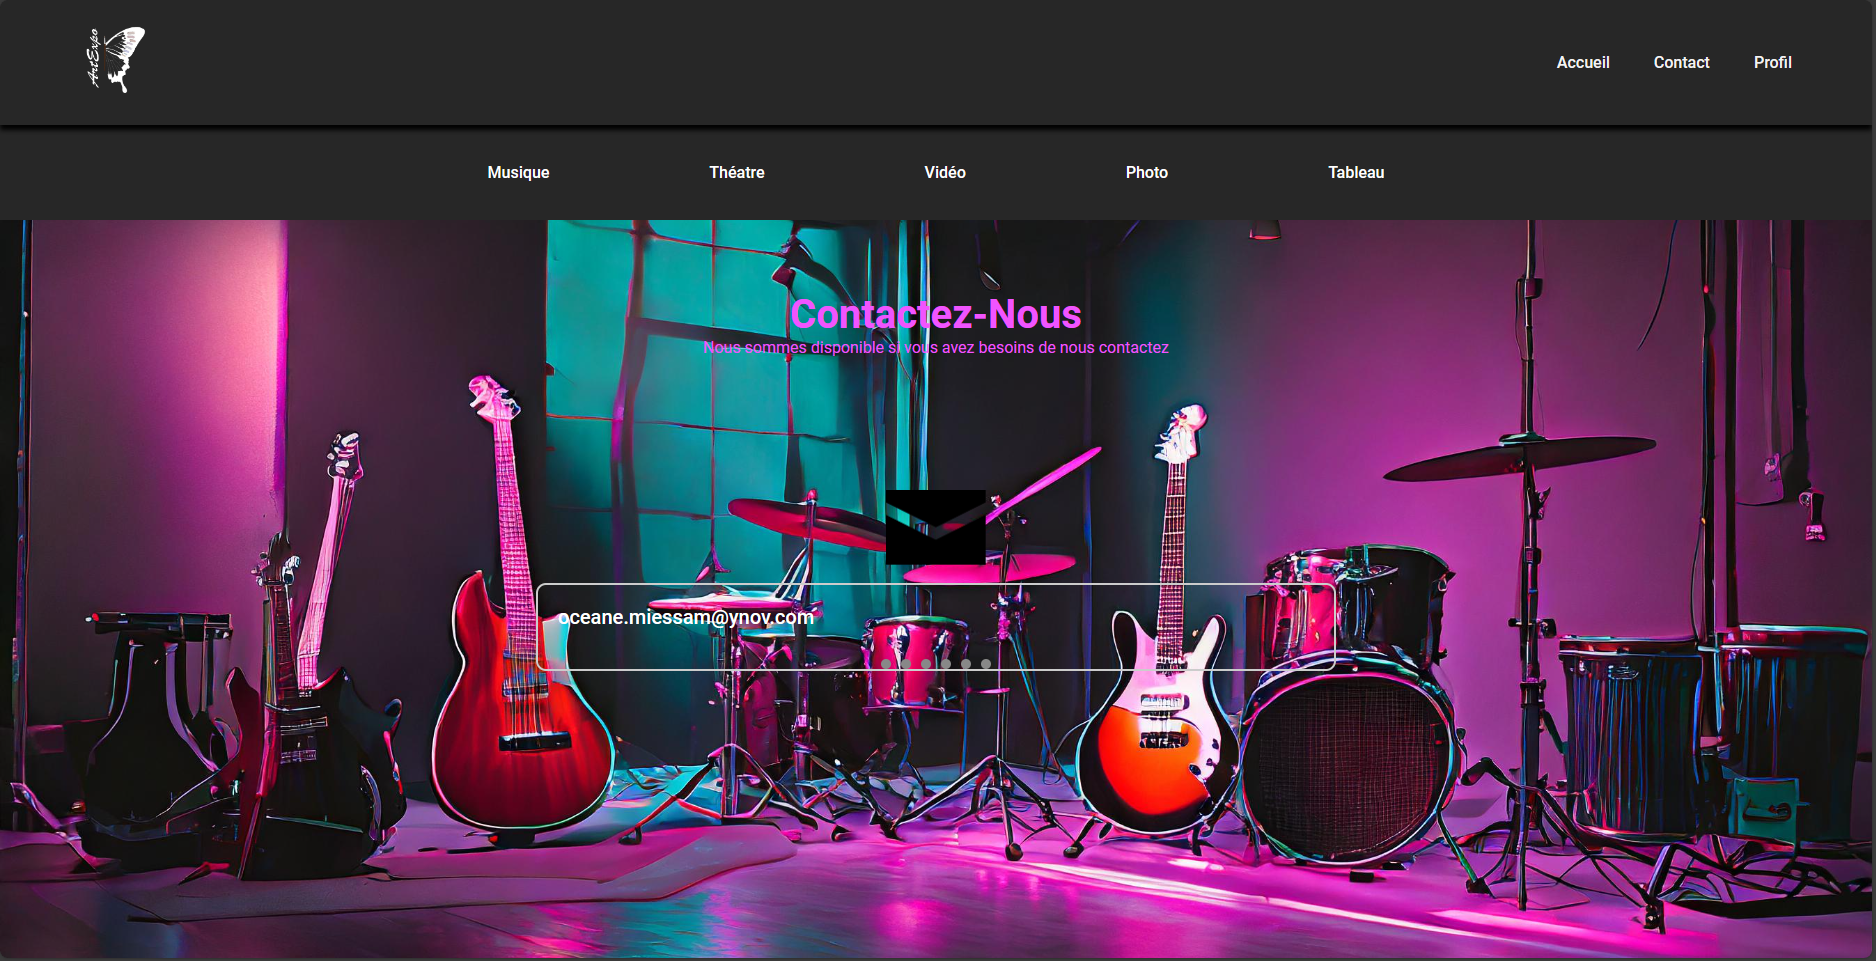 ArtExpo
Accueil Contact Profil
Musique Théatre Vidéo Photo Tableau
Contactez-Nous
Nous sommes disponible si vous avez besoins de nous contactez
oceane.miessam@ynov.com